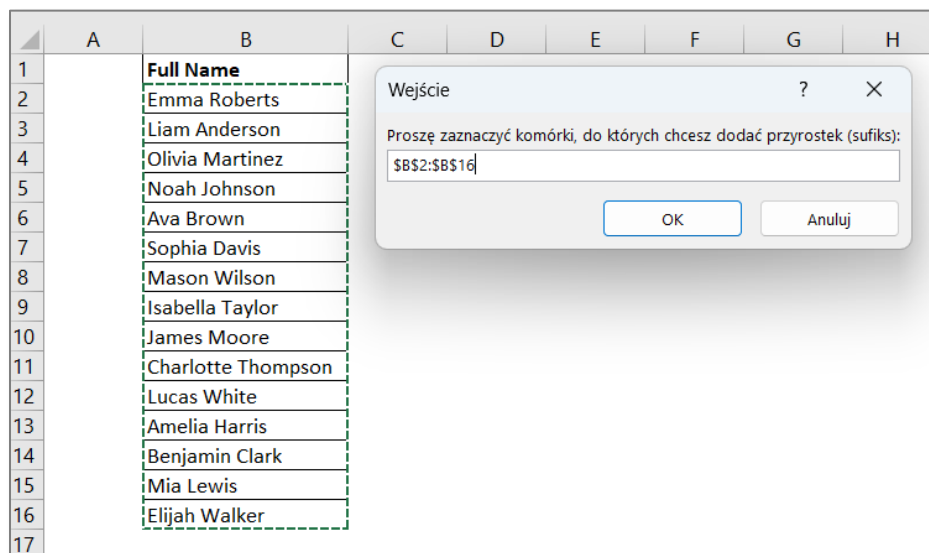 A B C D E F G H
1 Full Name
2 Emma Roberts
3 Liam Anderson
4 Olivia Martinez
5 Noah Johnson
6 Ava Brown
7 Sophia Davis
8 Mason Wilson
9 Isabella Taylor
10 James Moore
11 Charlotte Thompson
12 Lucas White
13 Amelia Harris
14 Benjamin Clark
15 Mia Lewis
16 Elijah Walker
17
Wejście ?
Proszę zaznaczyć komórki, do których chcesz dodać przyrostek (sufiks):
$B$2:$B$16
OK Anuluj